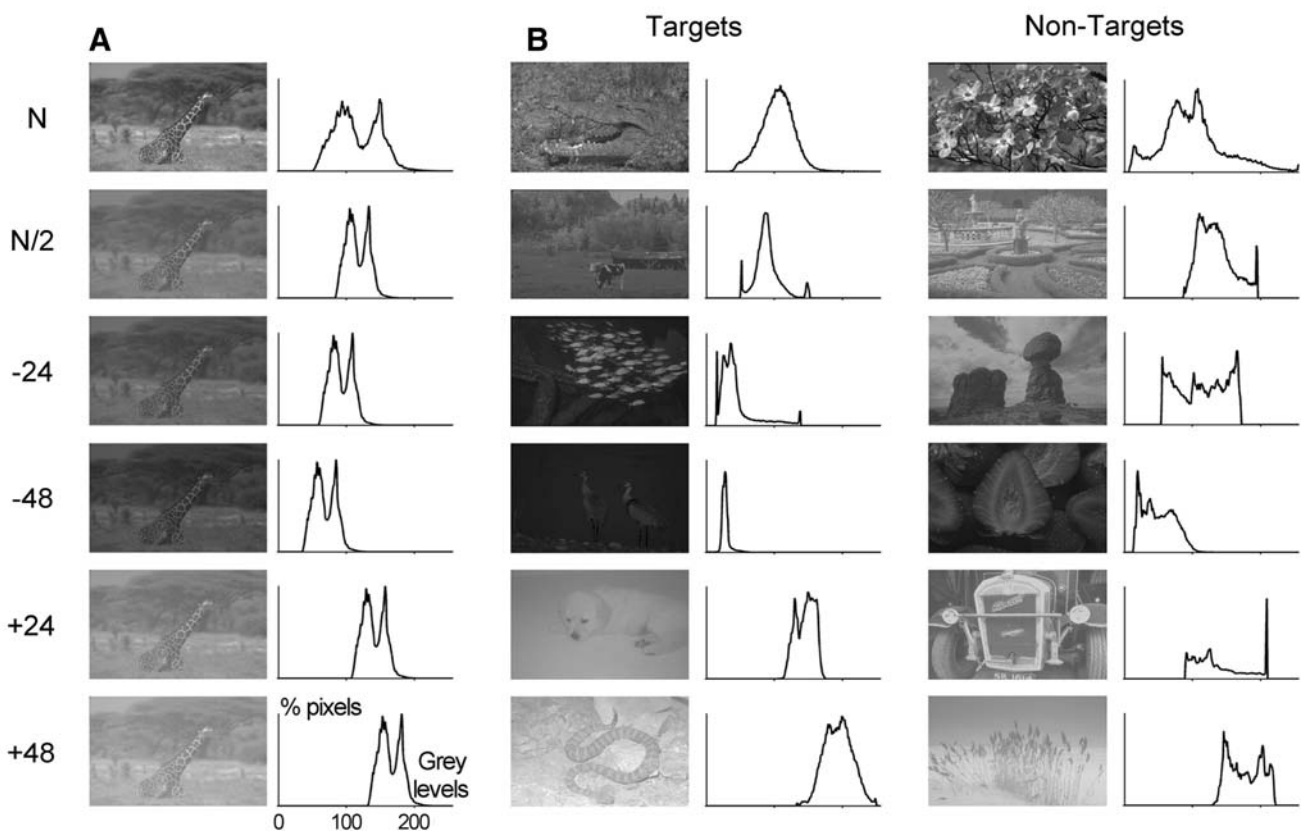 A
B
Targets
Non-Targets
N
N/2
-24
-48
+24
+48
% pixels
Grey
levels
0
100
200